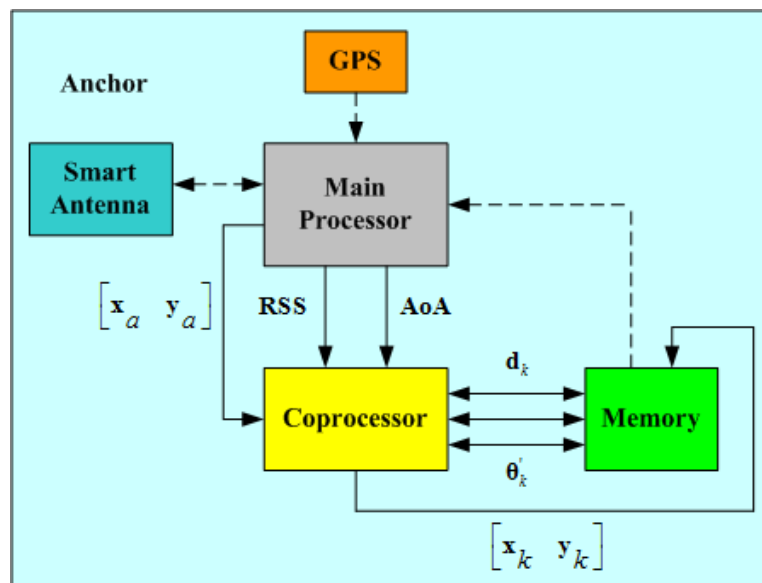 GPS
Anchor
Smart
Antenna
Main
Processor
[x_a y_a]
RSS
AoA
d_k
Coprocessor
Memory
θ'_k
[x_k y_k]